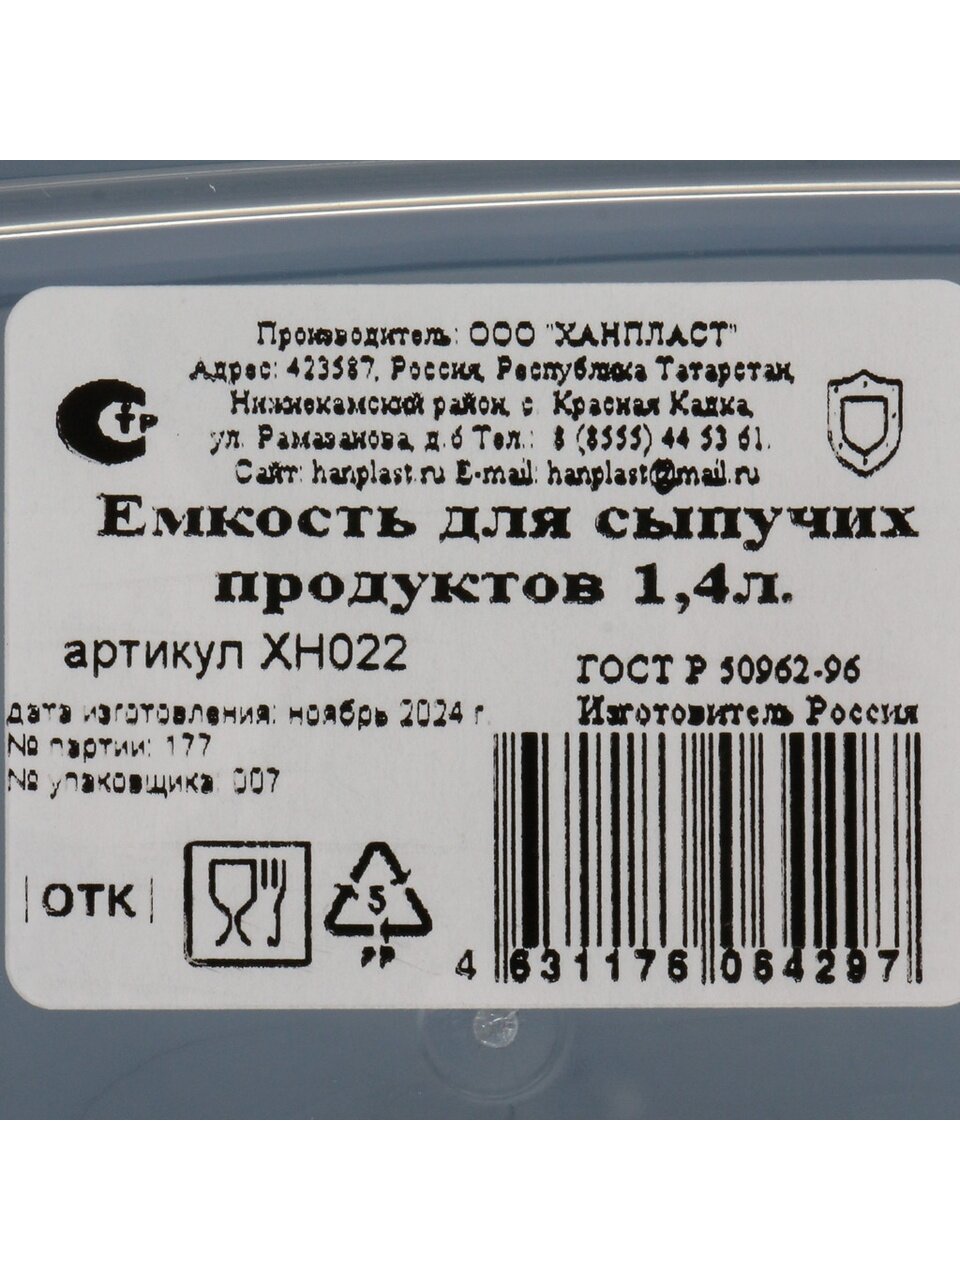 Производитель: ООО "ХАНПЛАСТ"
Адрес: 423587, Россия, Республика Татарстан,
Нижнекамский район, с. Красная Кадка,
ул. Рамазанова, д.6 Тел.: 8 (8555) 44 53 61.
Сайт: hanplast.ru E-mail: hanplast@mail.ru
СТР
Емкость для сыпучих
продуктов 1,4л.
артикул ХН022
ГОСТ Р 50962-96
Изготовитель Россия
дата изготовления: ноябрь 2024 г.
№ партии: 177
№ упаковщика: 007
ОТК
5
PP
4 631176 064297